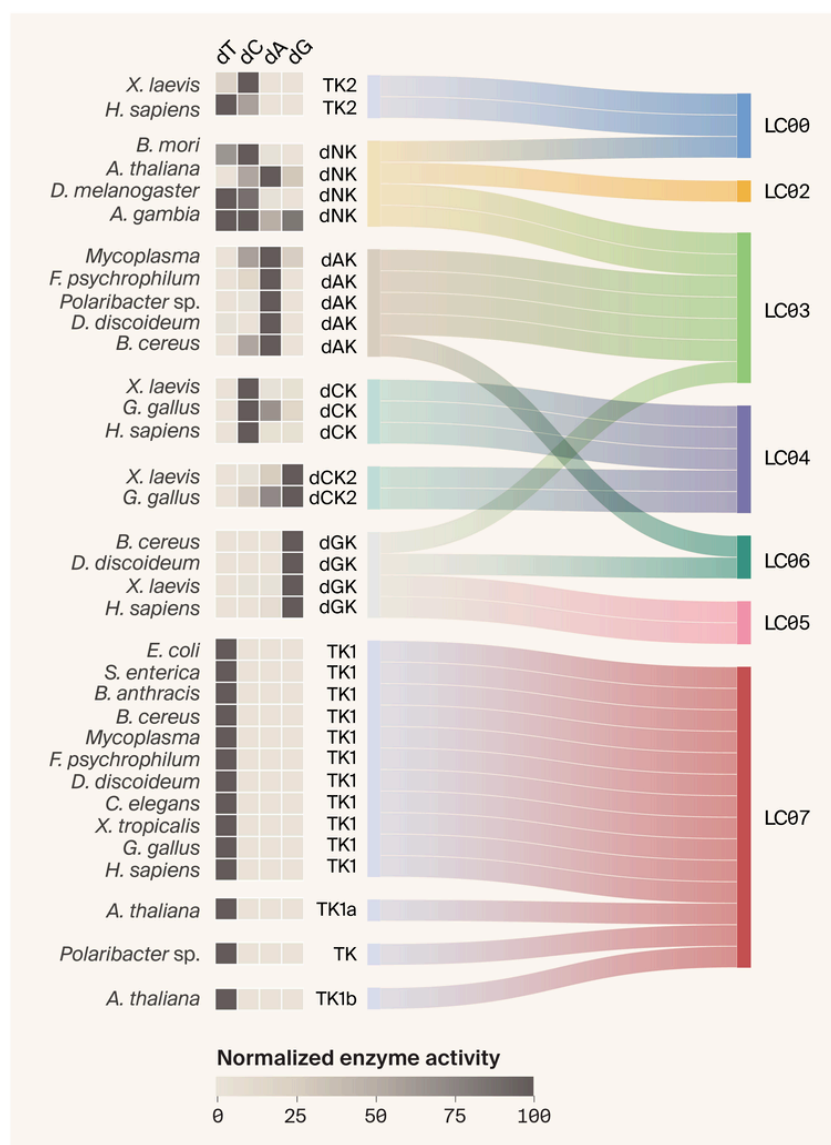 dT dC dA dG
X. laevis TK2
H. sapiens TK2
LC00
B. mori dNK
A. thaliana dNK
D. melanogaster dNK
A. gambia dNK
LC02
Mycoplasma dAK
F. psychrophilum dAK
Polaribacter sp. dAK
D. discoideum dAK
B. cereus dAK
LC03
X. laevis dCK
G. gallus dCK
H. sapiens dCK
LC04
X. laevis dCK2
G. gallus dCK2
B. cereus dGK
D. discoideum dGK
X. laevis dGK
H. sapiens dGK
LC06
LC05
E. coli TK1
S. enterica TK1
B. anthracis TK1
B. cereus TK1
Mycoplasma TK1
F. psychrophilum TK1
D. discoideum TK1
C. elegans TK1
X. tropicalis TK1
G. gallus TK1
H. sapiens TK1
LC07
A. thaliana TK1a
Polaribacter sp. TK
A. thaliana TK1b
Normalized enzyme activity
0 25 50 75 100